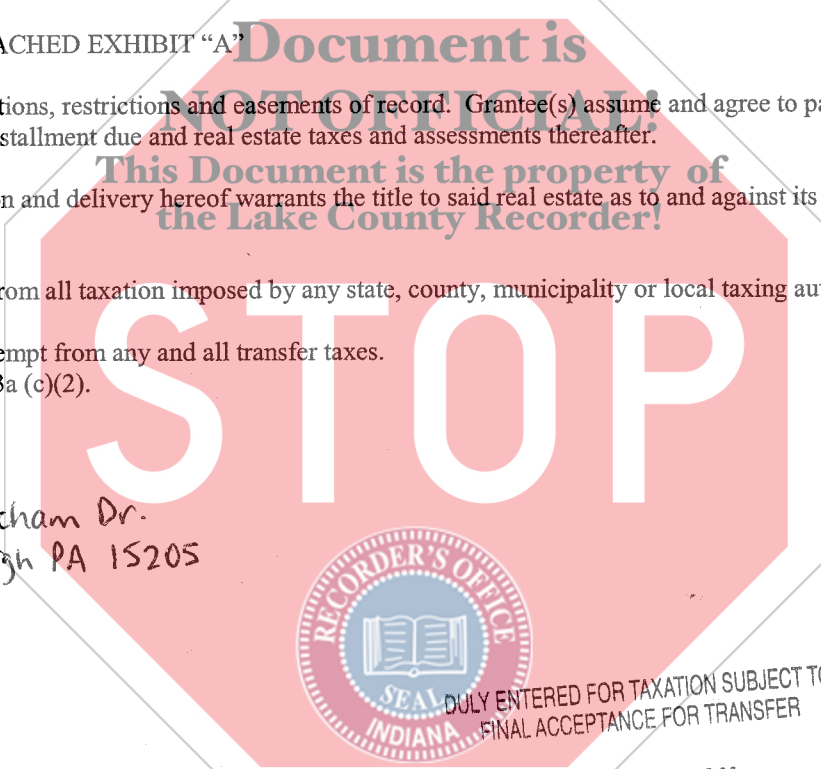 ACHED EXHIBIT “A”
Document is
tions, restrictions and easements of record. Grantee(s) assume and agree to pa
NOT OFFICIAL!
stallment due and real estate taxes and assessments thereafter.
This Document is the property of
n and delivery hereof warrants the title to said real estate as to and against its
the Lake County Recorder!
rom all taxation imposed by any state, county, municipality or local taxing au
empt from any and all transfer taxes.
3a (c)(2).
STOP
cham Dr.
gh PA 15205
RECORDER'S OFFICE
SEAL
INDIANA
DULY ENTERED FOR TAXATION SUBJECT TO
FINAL ACCEPTANCE FOR TRANSFER